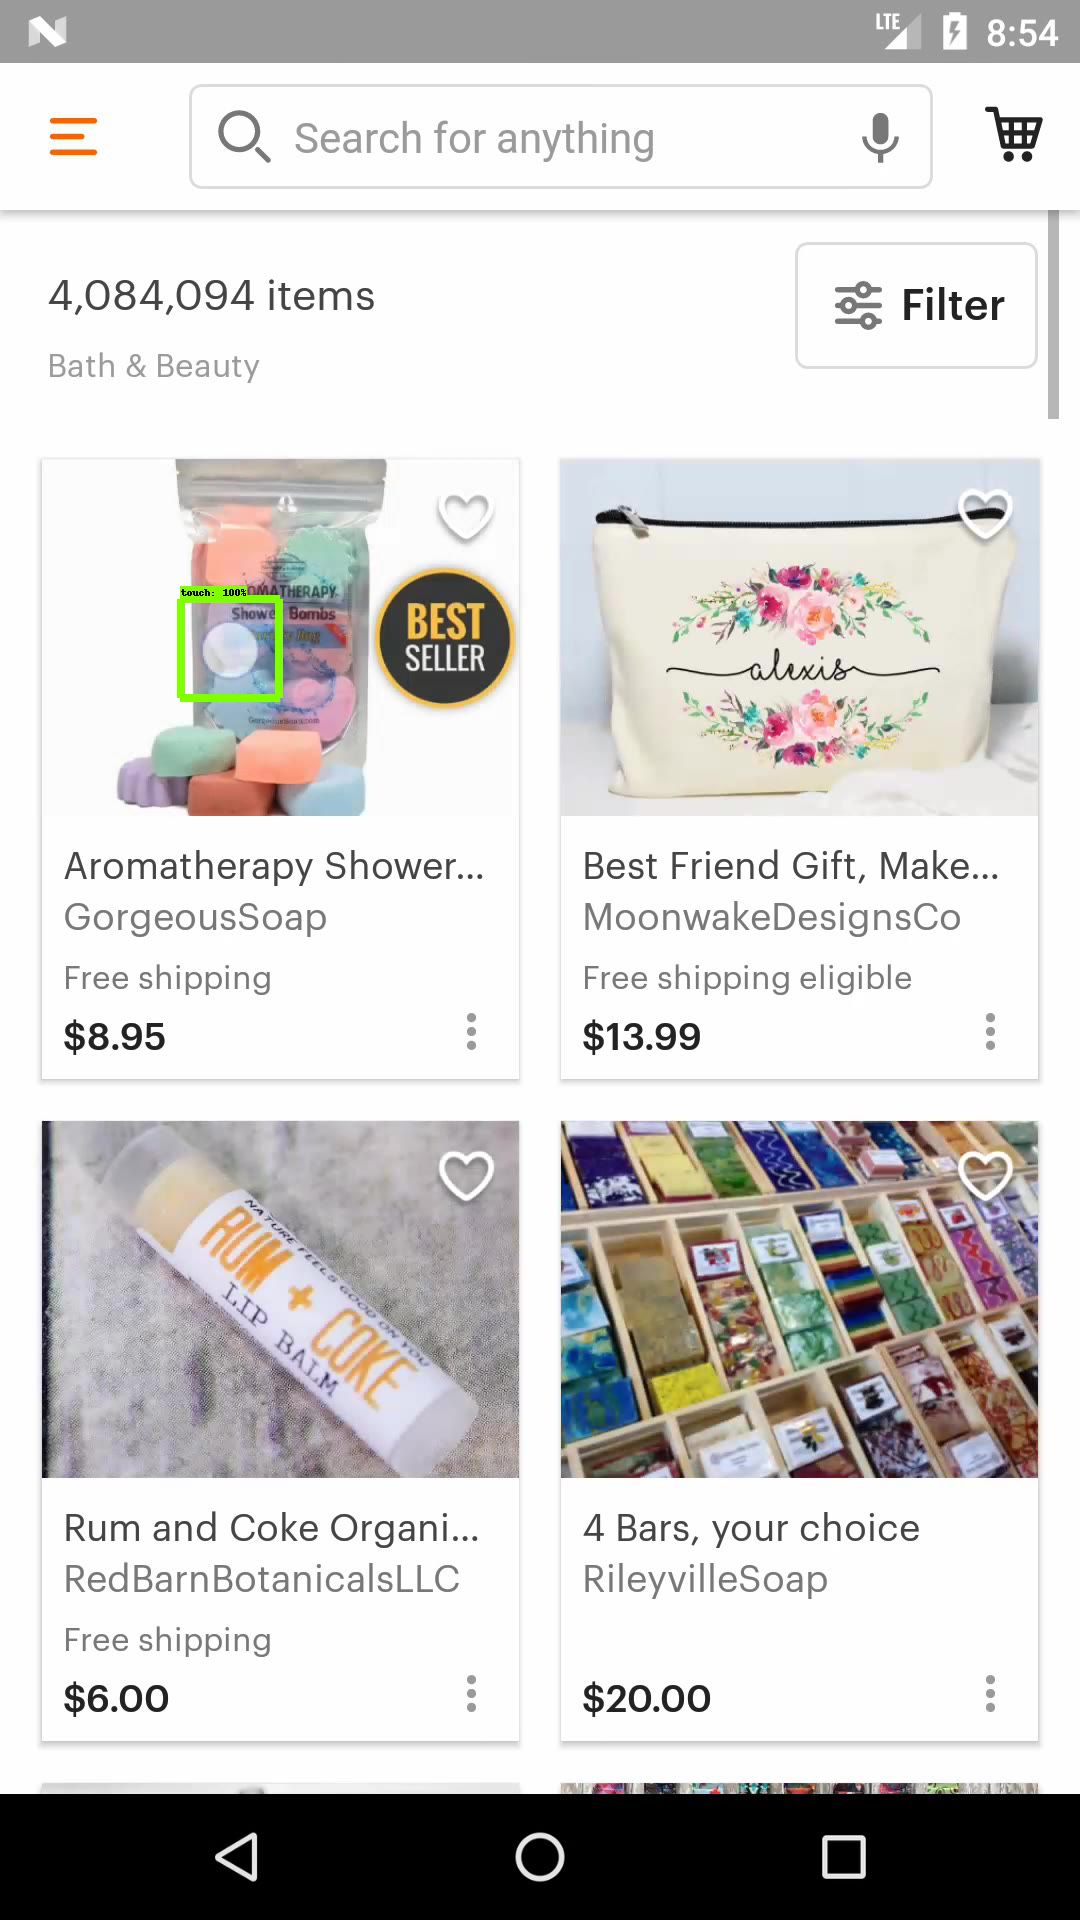 LTE 8:54
Search for anything
4,084,094 items
Filter
Bath & Beauty
touch: 100%
AROMATHERAPY
Shower Bombs
GorgeousSoap.com
BEST
SELLER
alexis
Aromatherapy Shower...
GorgeousSoap
Free shipping
$8.95
Best Friend Gift, Make...
MoonwakeDesignsCo
Free shipping eligible
$13.99
NATURE FEELS GOOD ON YOU
RUM + COKE
LIP BALM
Rum and Coke Organi...
RedBarnBotanicalsLLC
Free shipping
$6.00
4 Bars, your choice
RileyvilleSoap
$20.00